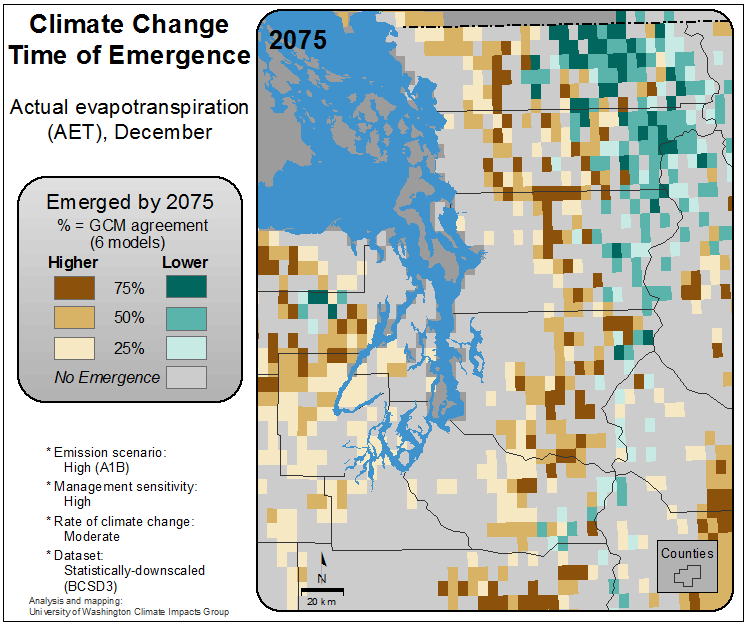 Climate Change
Time of Emergence
Actual evapotranspiration
(AET), December
Emerged by 2075
% = GCM agreement
(6 models)
Higher Lower
75%
50%
25%
No Emergence
* Emission scenario:
High (A1B)
* Management sensitivity:
High
* Rate of climate change:
Moderate
* Dataset:
Statistically-downscaled
(BCSD3)
Analysis and mapping:
University of Washington Climate Impacts Group
2075
N
20 km
Counties